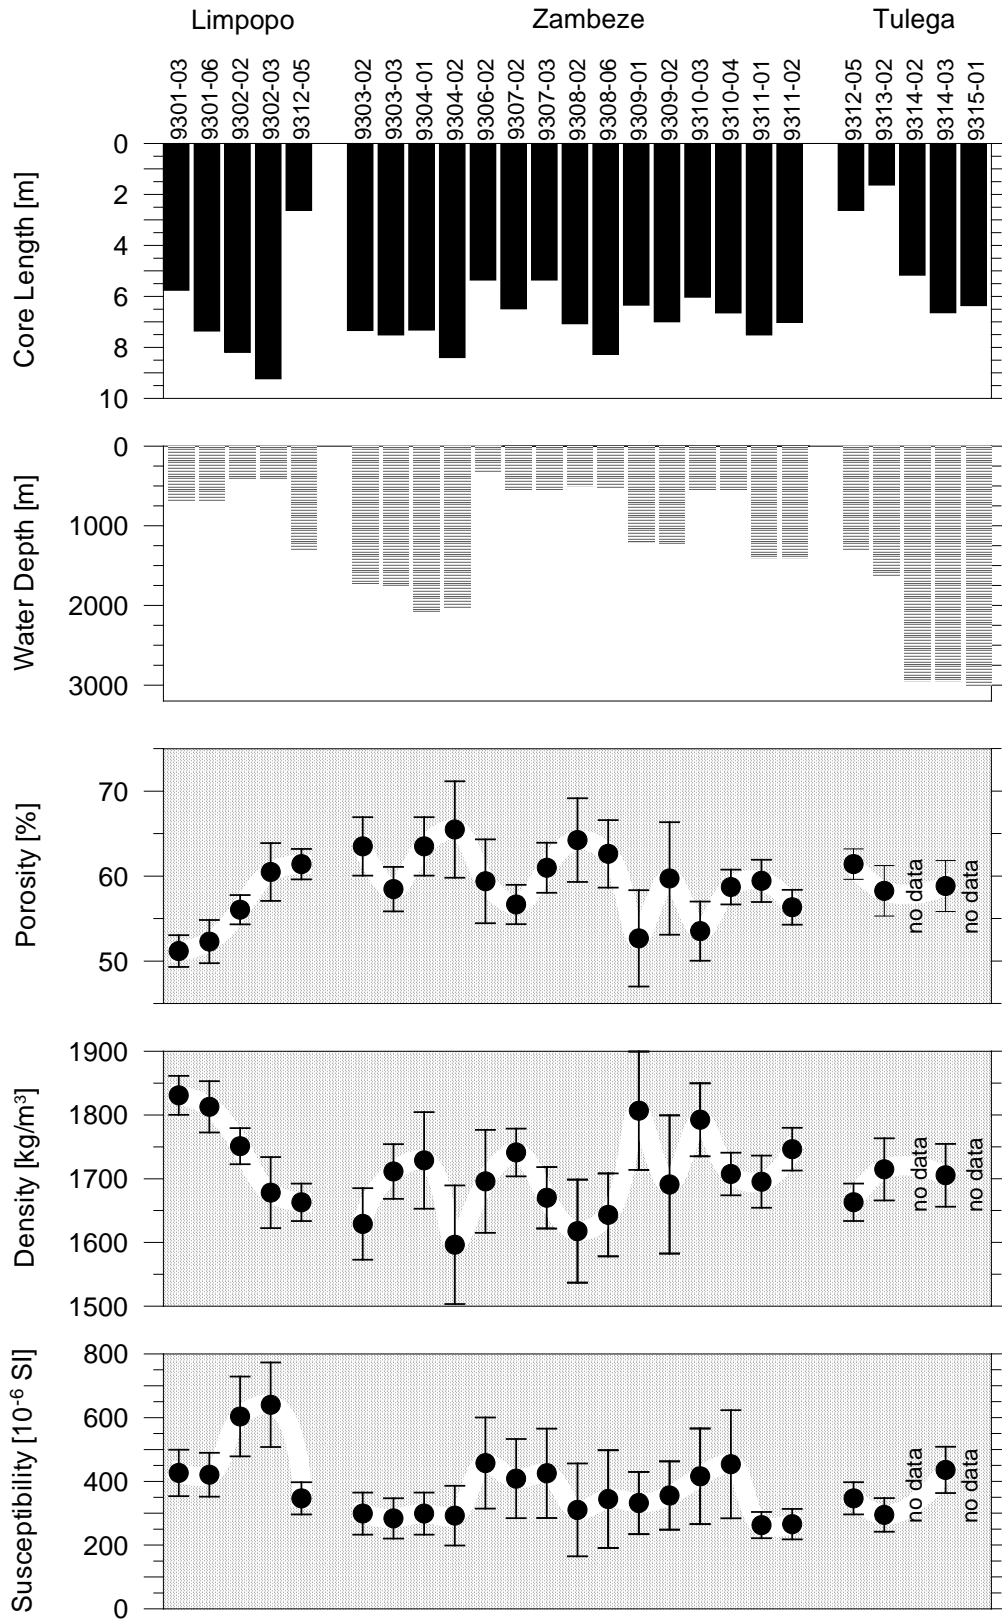 Limpopo Zambeze Tulega
9301-03 9301-06 9302-02 9302-03 9312-05 9303-02 9303-03 9304-01 9304-02 9306-02 9307-02 9307-03 9308-02 9308-06 9309-01 9309-02 9310-03 9310-04 9311-01 9311-02 9312-05 9313-02 9314-02 9314-03 9315-01
Core Length [m]
0
2
4
6
8
10
Water Depth [m]
0
1000
2000
3000
Porosity [%]
70
60
50
no data no data
Density [kg/m³]
1900
1800
1700
1600
1500
no data no data
Susceptibility [10⁻⁶ SI]
800
600
400
200
0
no data no data